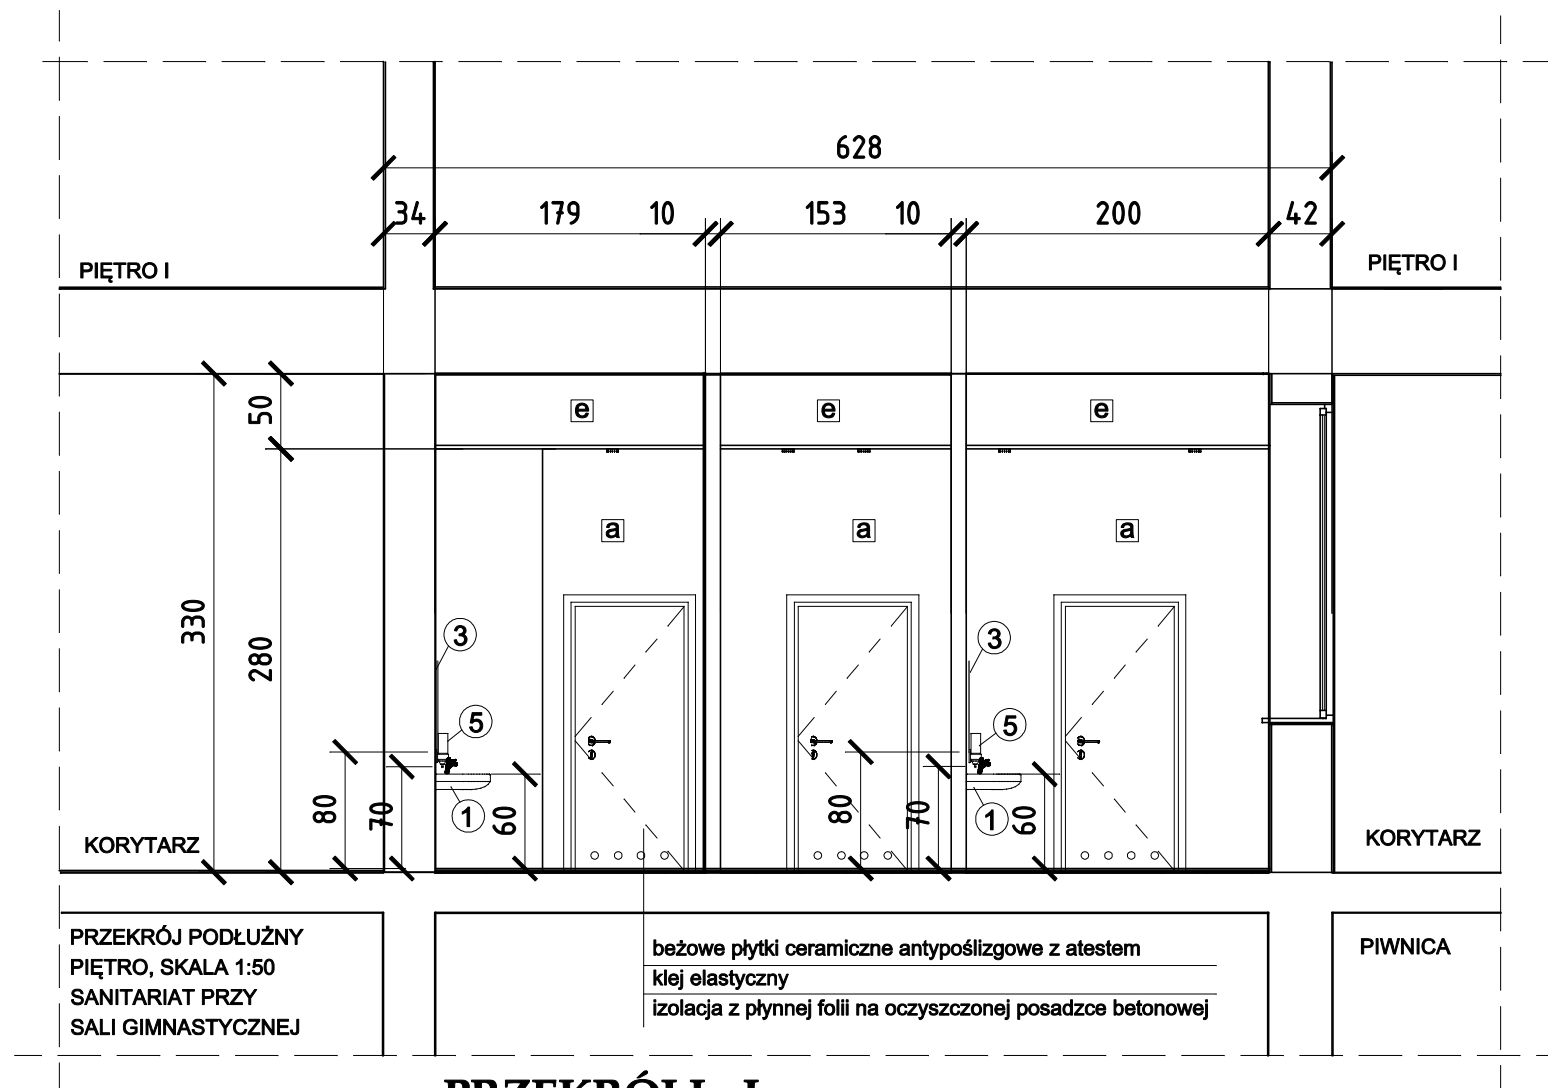 628
34 179 10 153 10 200 42
PIĘTRO I PIĘTRO I
50 e e e
a a a
330 280
3 3
5 5
80 70 1 60 80 70 1 60
KORYTARZ KORYTARZ
PRZEKRÓJ PODŁUŻNY
PIĘTRO, SKALA 1:50
SANITARIAT PRZY
SALI GIMNASTYCZNEJ
beżowe płytki ceramiczne antypoślizgowe z atestem
klej elastyczny
izolacja z płynnej folii na oczyszczonej posadzce betonowej
PIWNICA